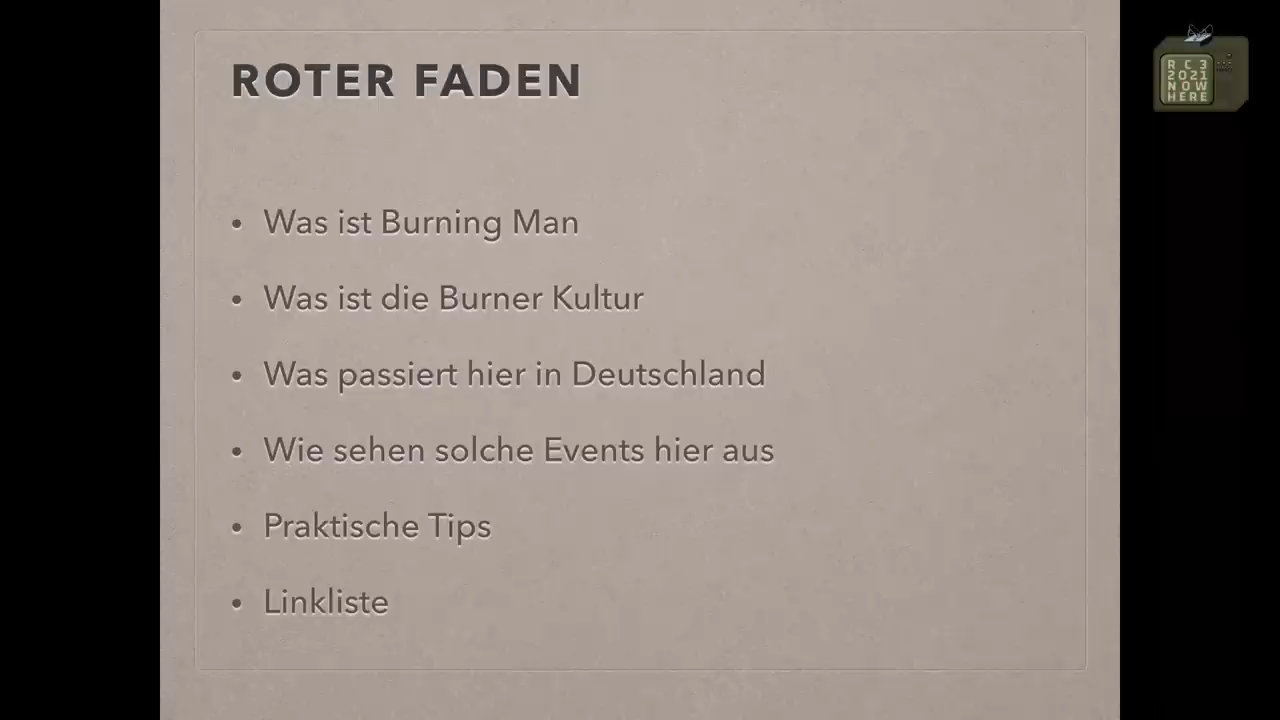 ROTER FADEN
• Was ist Burning Man
• Was ist die Burner Kultur
• Was passiert hier in Deutschland
• Wie sehen solche Events hier aus
• Praktische Tips
• Linkliste
RC3
2021
NOW
HERE